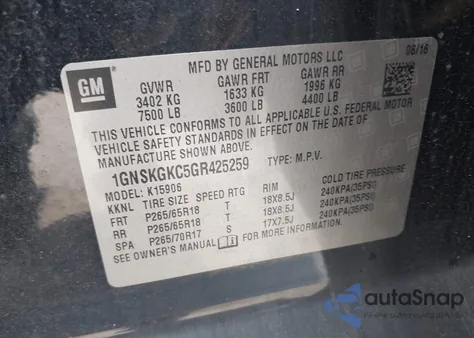 MFD BY GENERAL MOTORS LLC
08/16
GM
GVWR
GAWR FRT
GAWR RR
3402 KG
1633 KG
1996 KG
7500 LB
3600 LB
4400 LB
THIS VEHICLE CONFORMS TO ALL APPLICABLE U.S. FEDERAL MOTOR
VEHICLE SAFETY STANDARDS IN EFFECT ON THE DATE OF
MANUFACTURE SHOWN ABOVE.
1GNSKGKC5GR425259
TYPE: M.P.V.
MODEL: K15906
KKNL TIRE SIZE SPEED RTG RIM COLD TIRE PRESSURE
FRT P265/65R18 T 18X8.5J 240KPA(35PSI)
RR P265/65R18 T 18X8.5J 240KPA(35PSI)
SPA P265/70R17 S 17X7.5J 240KPA(35PSI)
SEE OWNER'S MANUAL FOR MORE INFORMATION.
autoSnap